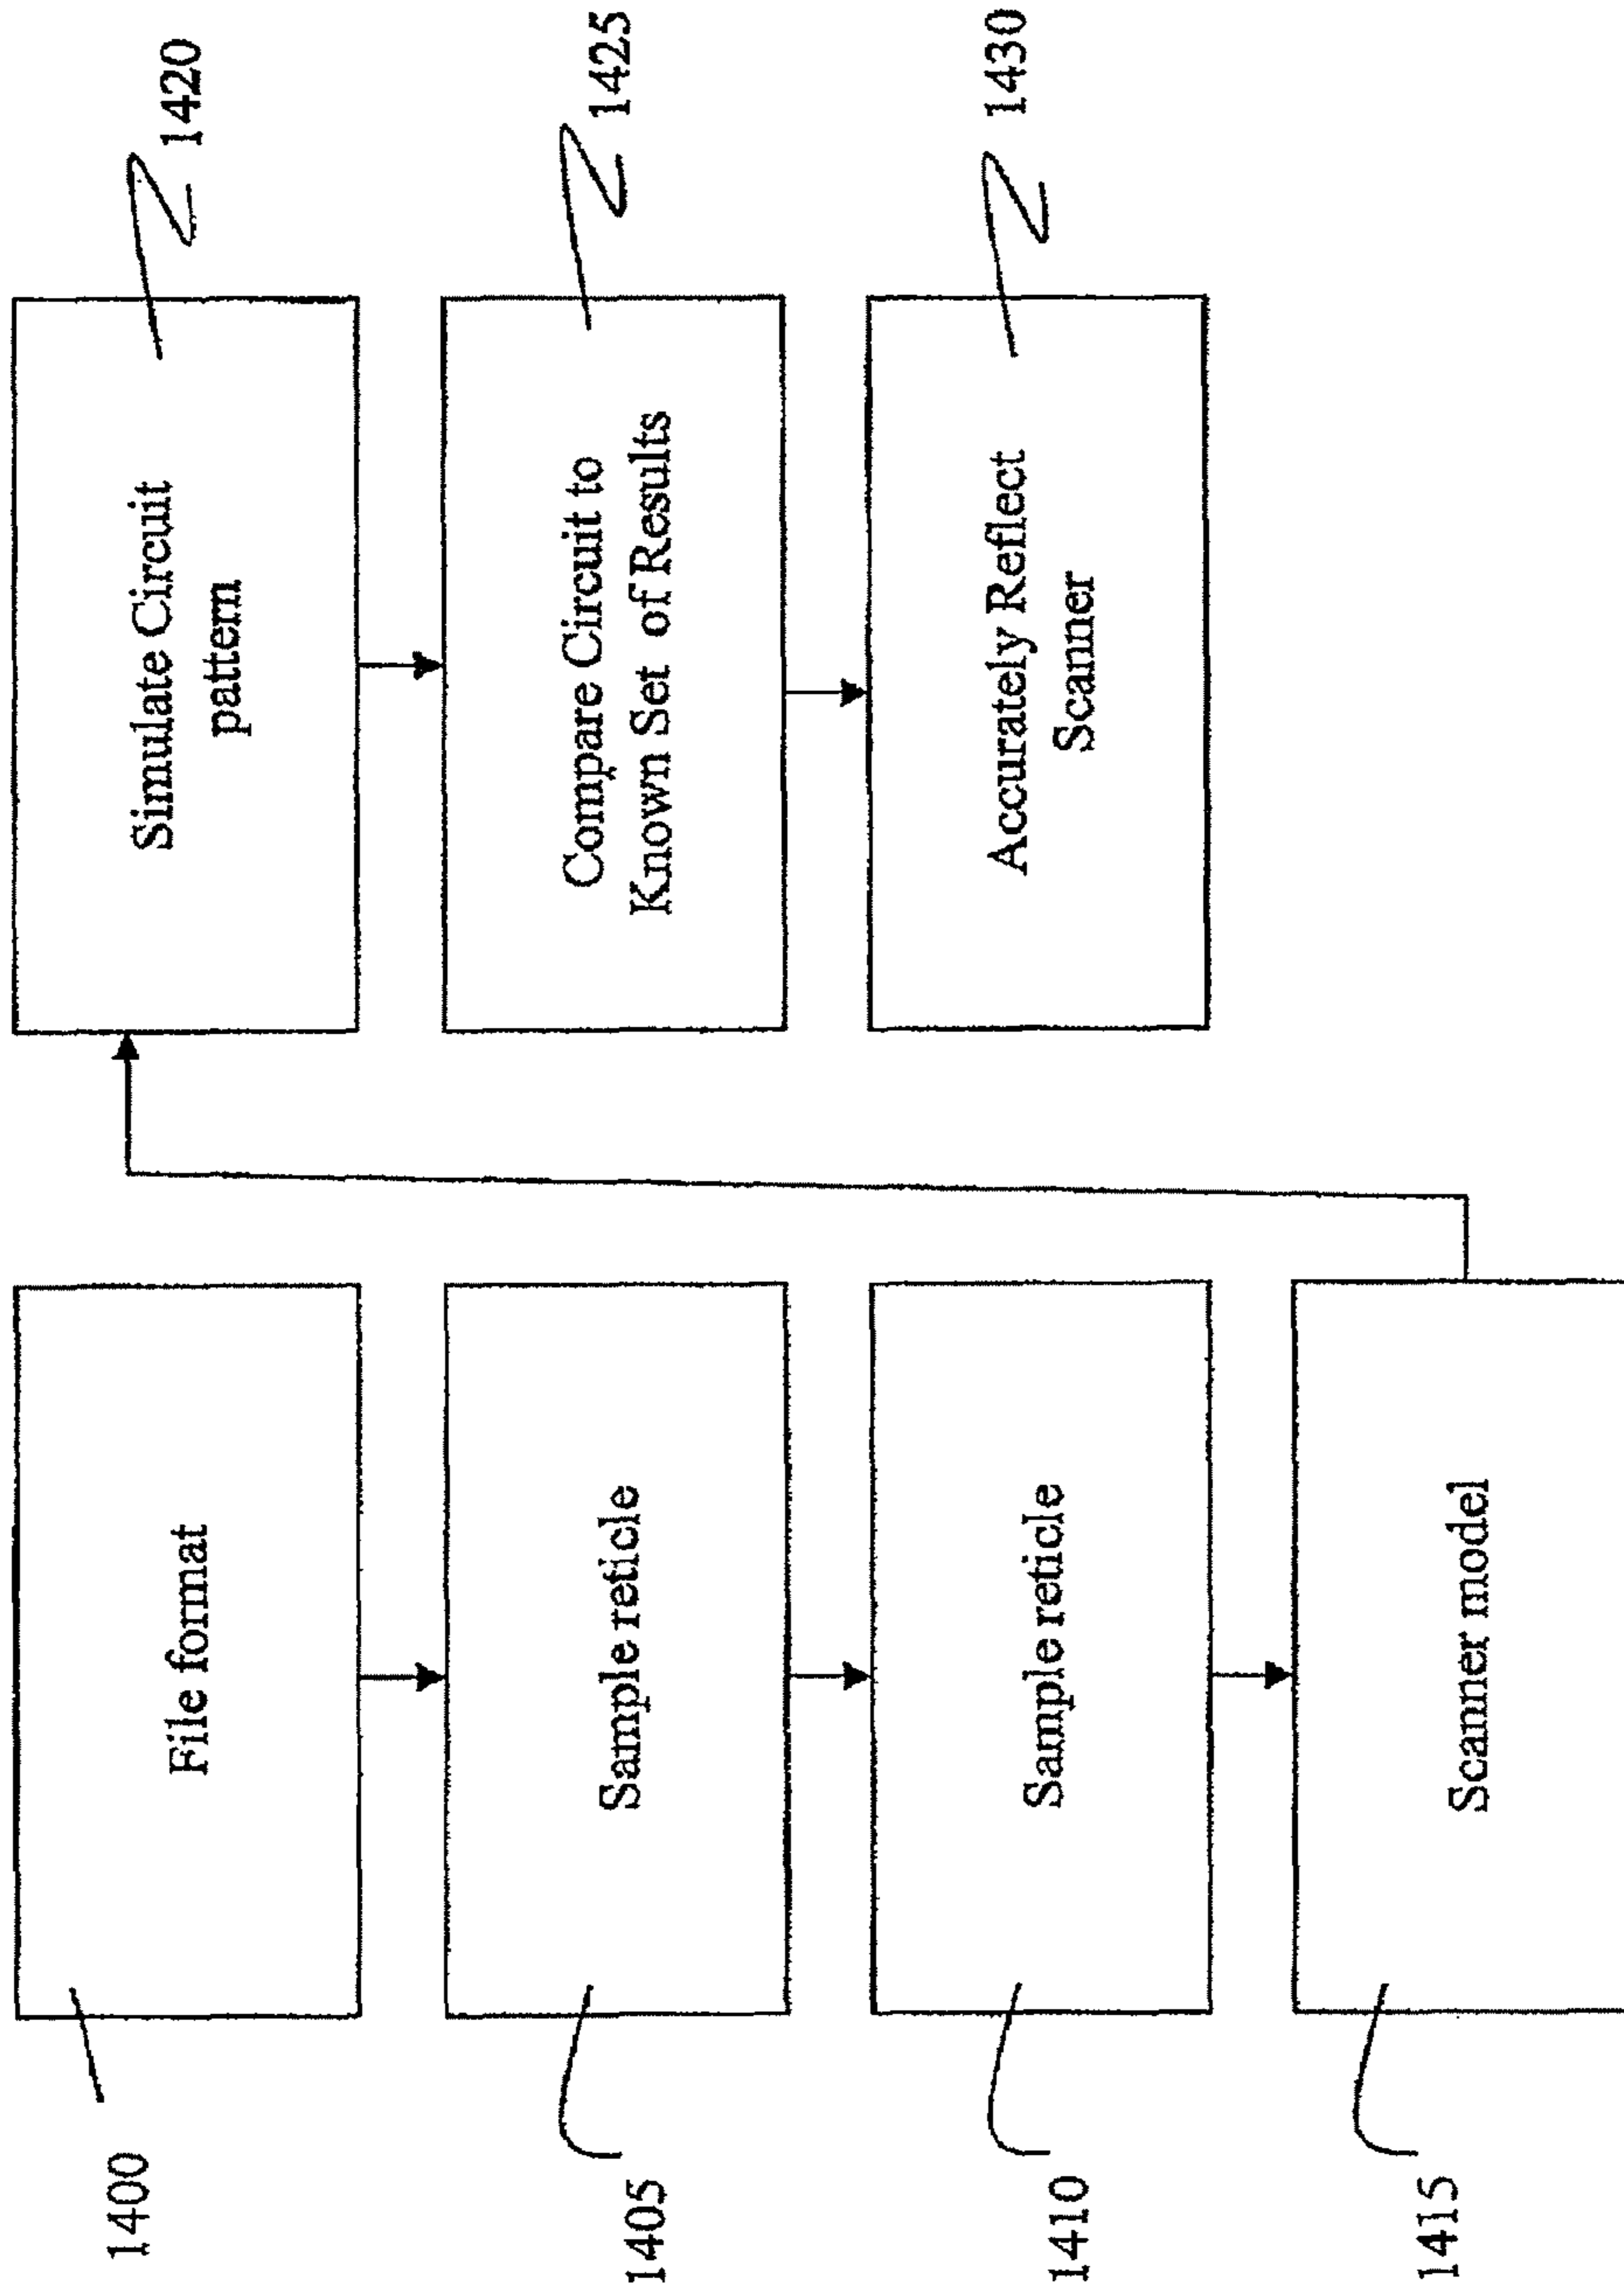 1400
File format
1405
Sample reticle
1410
Sample reticle
1415
Scanner model
Simulate Circuit
pattern
1420
Compare Circuit to
Known Set of Results
1425
Accurately Reflect
Scanner
1430